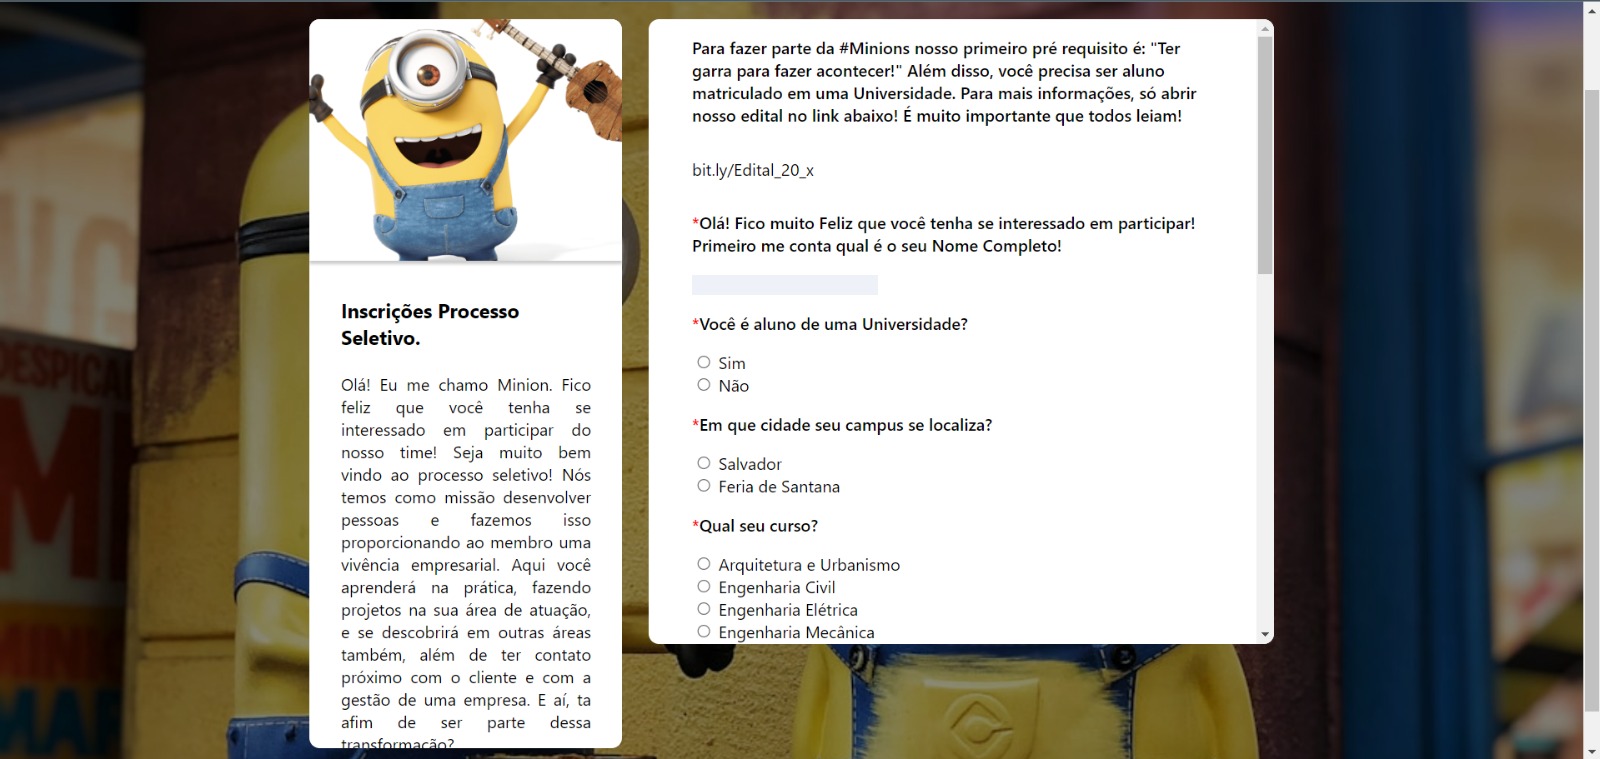 Inscrições Processo
Seletivo.
Olá! Eu me chamo Minion. Fico
feliz que você tenha se
interessado em participar do
nosso time! Seja muito bem
vindo ao processo seletivo! Nós
temos como missão desenvolver
pessoas e fazemos isso
proporcionando ao membro uma
vivência empresarial. Aqui você
aprenderá na prática, fazendo
projetos na sua área de atuação,
e se descobrirá em outras áreas
também, além de ter contato
próximo com o cliente e com a
gestão de uma empresa. E aí, ta
afim de ser parte dessa
transformação?
Para fazer parte da #Minions nosso primeiro pré requisito é: "Ter
garra para fazer acontecer!" Além disso, você precisa ser aluno
matriculado em uma Universidade. Para mais informações, só abrir
nosso edital no link abaixo! É muito importante que todos leiam!
bit.ly/Edital_20_x
*Olá! Fico muito Feliz que você tenha se interessado em participar!
Primeiro me conta qual é o seu Nome Completo!
*Você é aluno de uma Universidade?
Sim
Não
*Em que cidade seu campus se localiza?
Salvador
Feria de Santana
*Qual seu curso?
Arquitetura e Urbanismo
Engenharia Civil
Engenharia Elétrica
Engenharia Mecânica